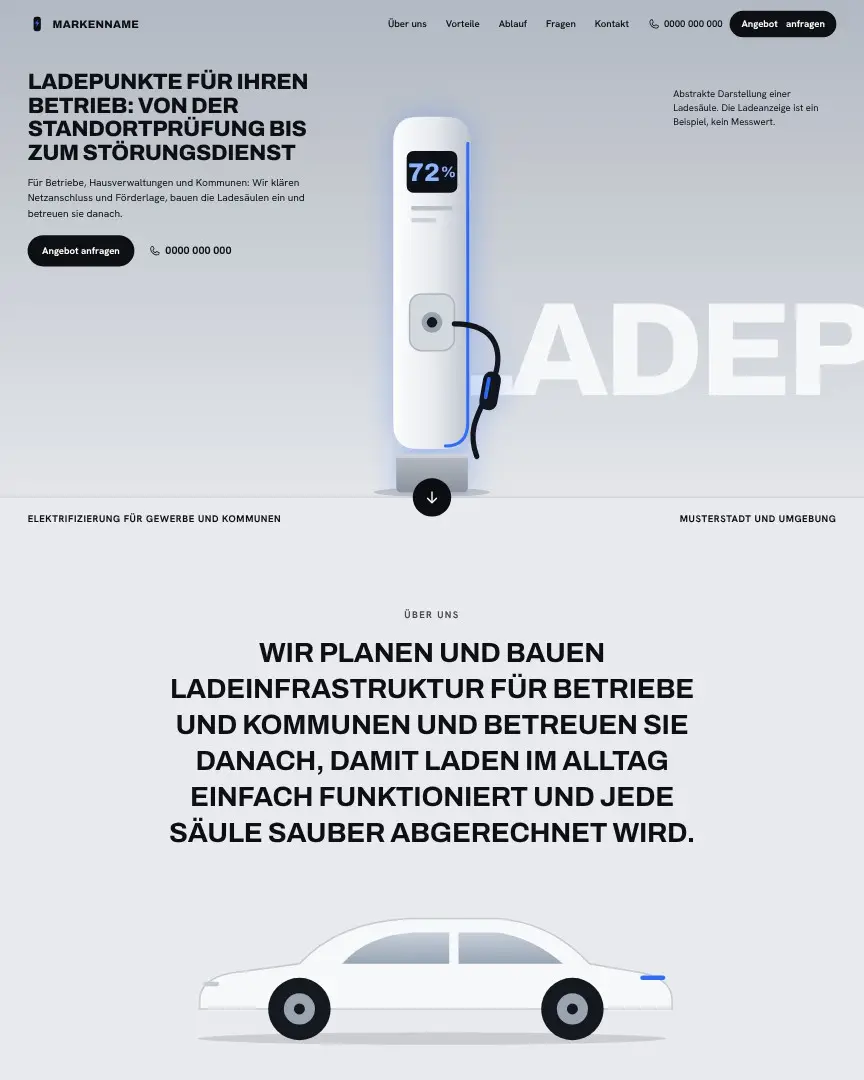 MARKENNAME
Über uns Vorteile Ablauf Fragen Kontakt 0000 000 000 Angebot anfragen
LADEPUNKTE FÜR IHREN
BETRIEB: VON DER
STANDORTPRÜFUNG BIS
ZUM STÖRUNGSDIENST
Für Betriebe, Hausverwaltungen und Kommunen: Wir klären
Netzanschluss und Förderlage, bauen die Ladesäulen ein und
betreuen sie danach.
Angebot anfragen 0000 000 000
72%
Abstrakte Darstellung einer
Ladesäule. Die Ladeanzeige ist ein
Beispiel, kein Messwert.
LADEP
ELEKTRIFIZIERUNG FÜR GEWERBE UND KOMMUNEN
MUSTERSTADT UND UMGEBUNG
ÜBER UNS
WIR PLANEN UND BAUEN
LADEINFRASTRUKTUR FÜR BETRIEBE
UND KOMMUNEN UND BETREUEN SIE
DANACH, DAMIT LADEN IM ALLTAG
EINFACH FUNKTIONIERT UND JEDE
SÄULE SAUBER ABGERECHNET WIRD.